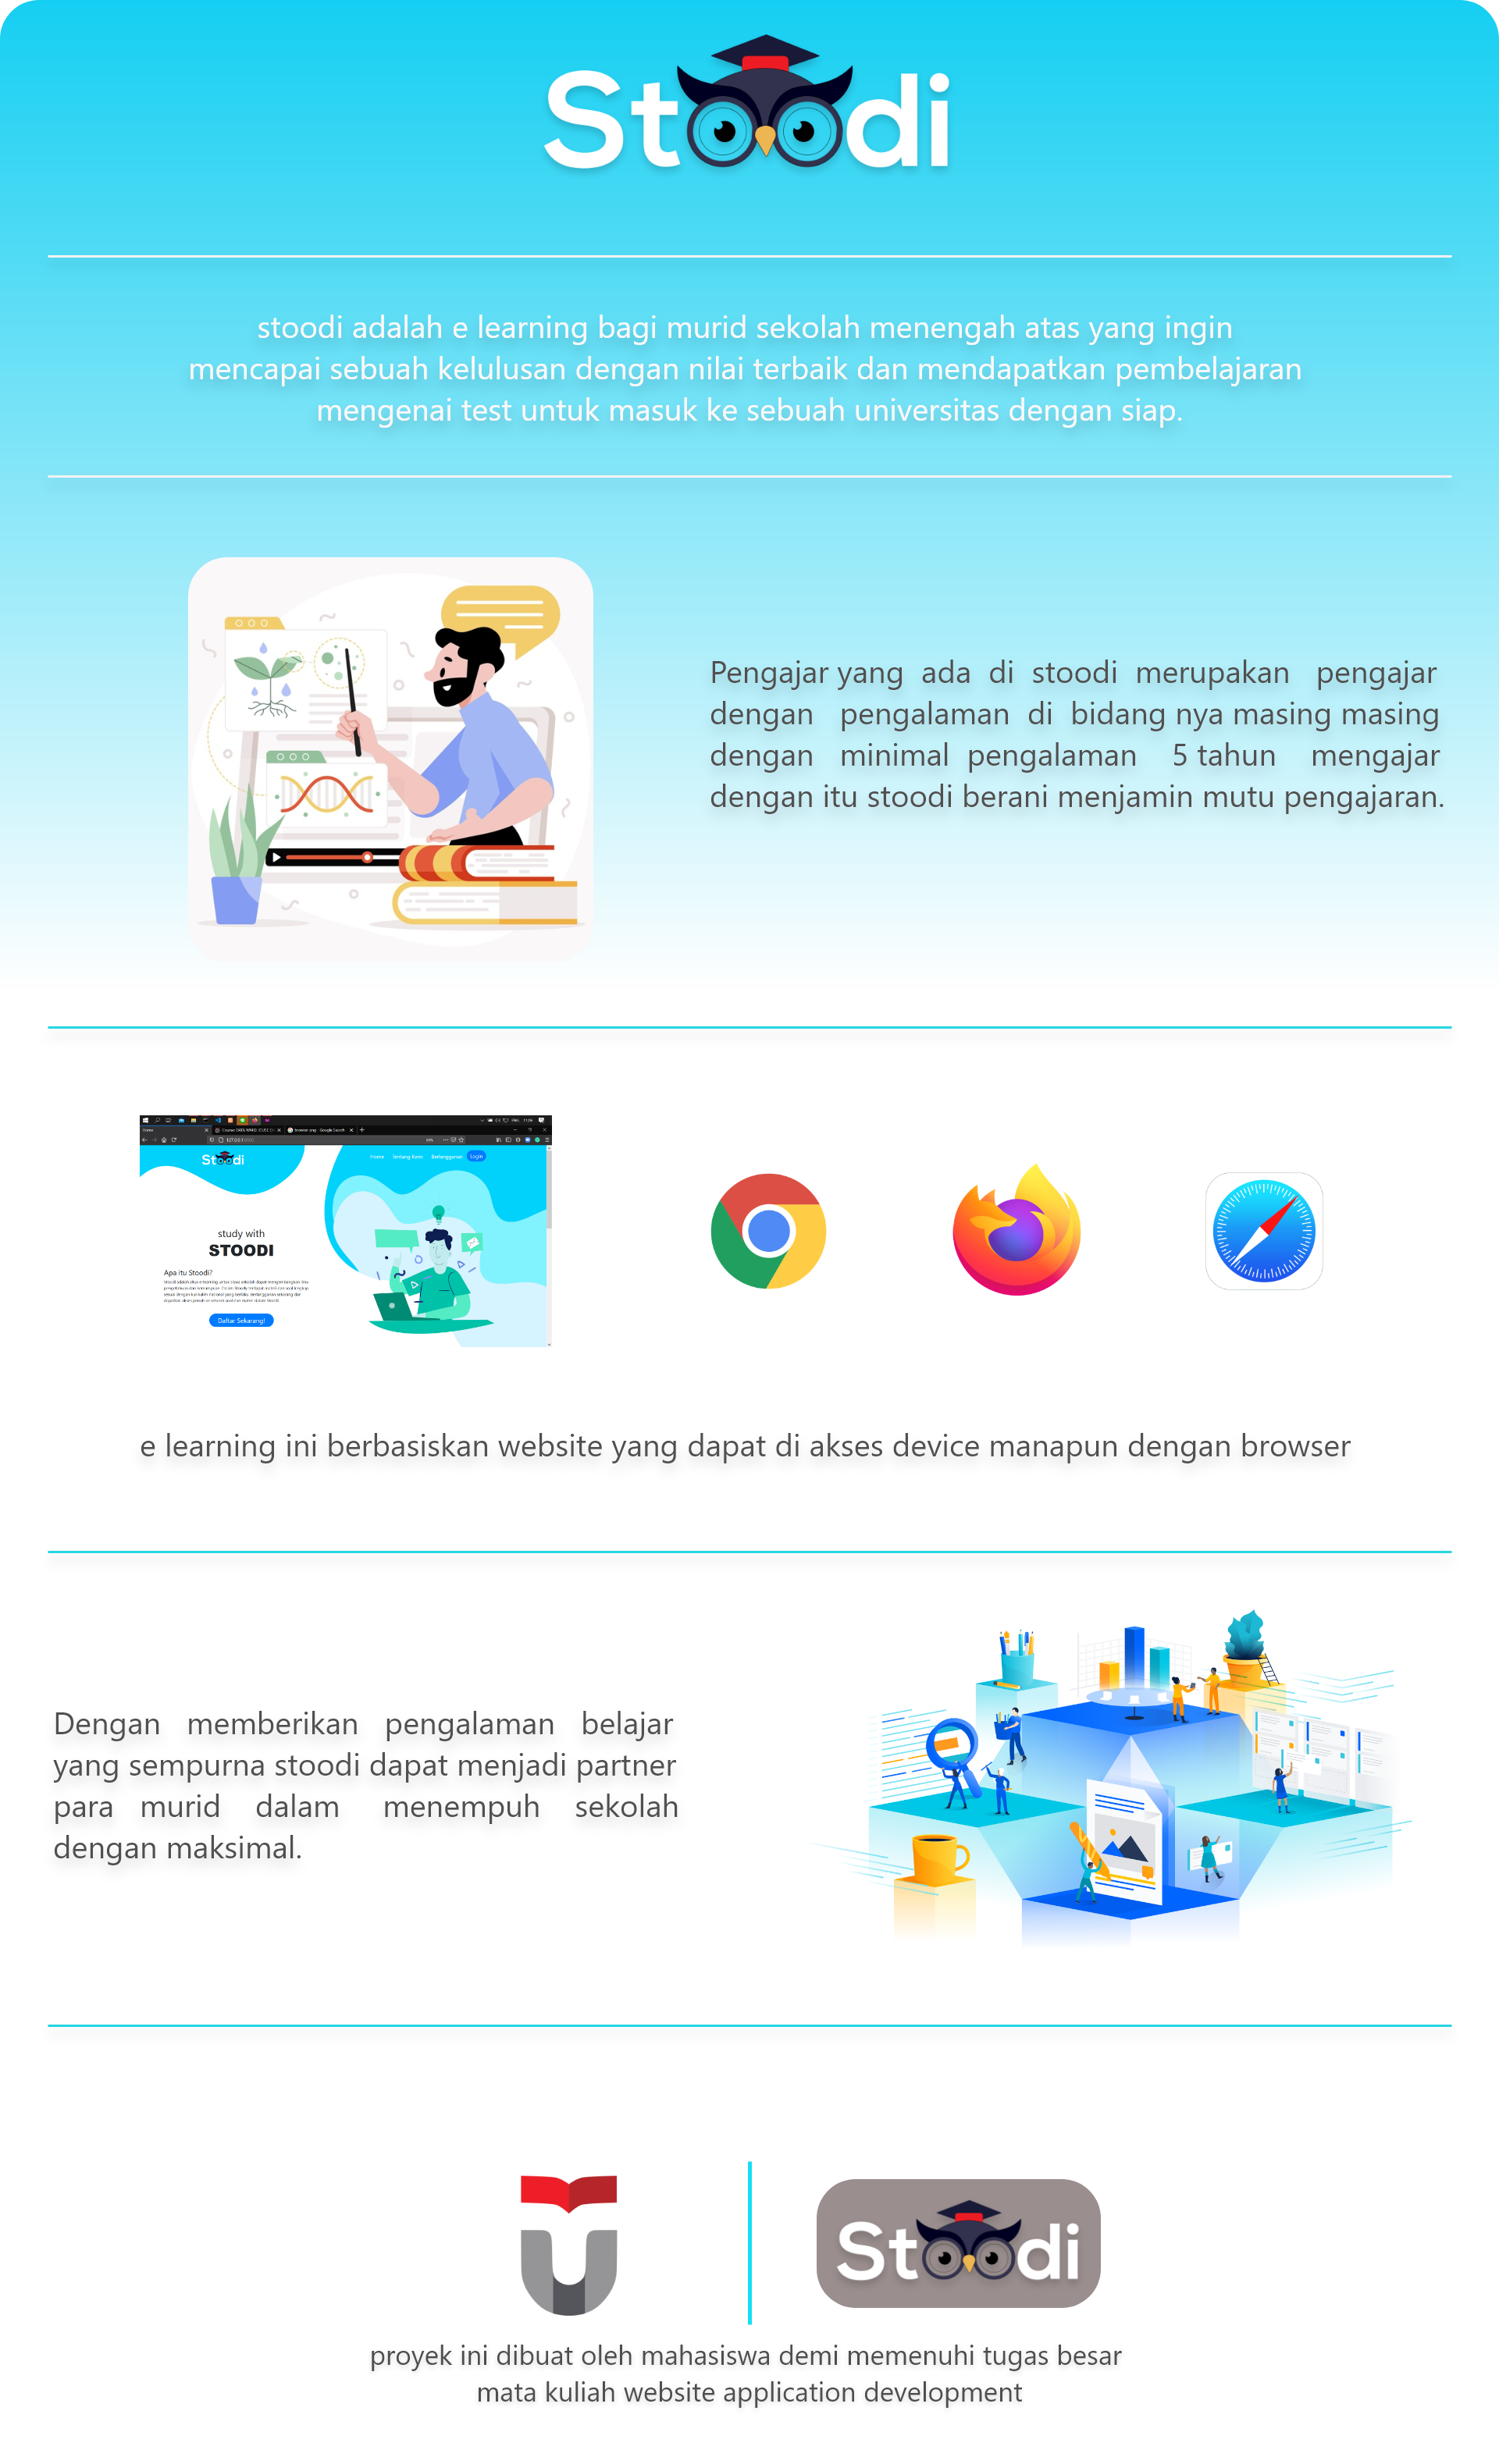 Stoodi
stoodi adalah e learning bagi murid sekolah menengah atas yang ingin
mencapai sebuah kelulusan dengan nilai terbaik dan mendapatkan pembelajaran
mengenai test untuk masuk ke sebuah universitas dengan siap.
Pengajar yang ada di stoodi merupakan pengajar
dengan pengalaman di bidang nya masing masing
dengan minimal pengalaman 5 tahun mengajar
dengan itu stoodi berani menjamin mutu pengajaran.
Stoodi
Home Tentang Kami Berlangganan Login
study with
STOODI
Apa itu Stoodi?
Daftar Sekarang!
e learning ini berbasiskan website yang dapat di akses device manapun dengan browser
Dengan memberikan pengalaman belajar
yang sempurna stoodi dapat menjadi partner
para murid dalam menempuh sekolah
dengan maksimal.
Stoodi
proyek ini dibuat oleh mahasiswa demi memenuhi tugas besar
mata kuliah website application development